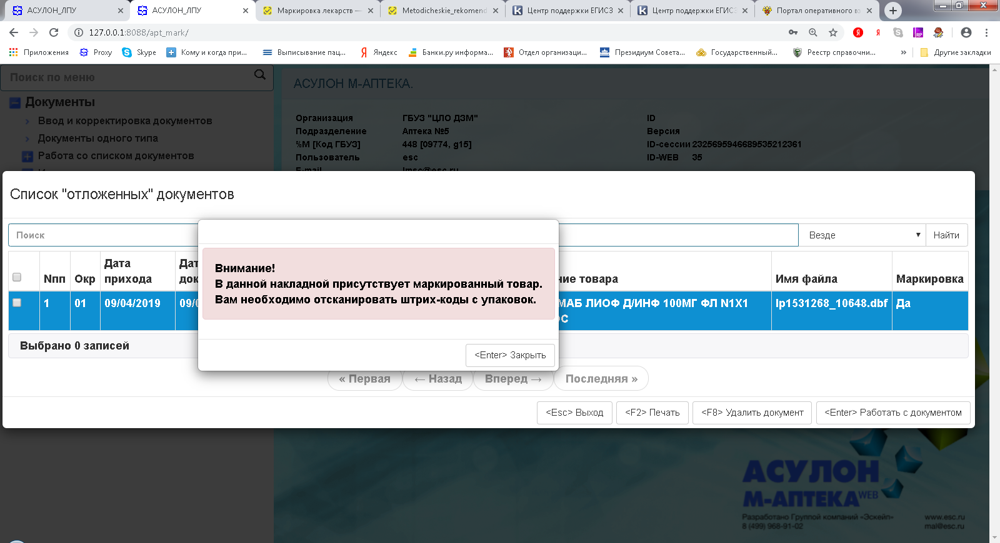 АСУЛОН_ЛПУ
АСУЛОН_ЛПУ
Маркировка лекарств —
Metodicheskie_rekomend
Центр поддержки ЕГИСЗ
Центр поддержки ЕГИСЗ
Портал оперативного вз
127.0.0.1:8088/apt_mark/
Приложения
Proxy
Skype
Кому и когда при...
Выписывание пац...
Яндекс
Банки.ру информа...
Отдел организаци...
Президиум Совета...
Государственный...
Реестр справочни...
»
Другие закладки
Поиск по меню
Документы
Ввод и корректировка документов
Документы одного типа
Работа со списком документов
АСУЛОН М-АПТЕКА.
Организация ГБУЗ "ЦЛО ДЗМ" ID
Подразделение Аптека №5 Версия
%М [Код ГБУЗ] 448 [09774, g15] ID-сессии 2325695946689535212361
Пользователь esc ID-WEB 35
E-mail lmsc@esc.ru
Список "отложенных" документов
Поиск
Везде
Найти
Nпп
Окр
Дата прихода
Дат
док
ние товара
Имя файла
Маркировка
1 01 09/04/2019 09/0 МАБ ЛИОФ Д/ИНФ 100МГ ФЛ N1X1 lp1531268_10648.dbf Да
С
Выбрано 0 записей
Внимание!
В данной накладной присутствует маркированный товар.
Вам необходимо отсканировать штрих-коды с упаковок.
<Enter> Закрыть
« Первая
← Назад
Вперед →
Последняя »
<Esc> Выход
<F2> Печать
<F8> Удалить документ
<Enter> Работать с документом
АСУЛОН
М-АПТЕКА WEB
Разработано Группой компаний «Эскейп»
8 (499) 968-91-02
www.esc.ru
mal@esc.ru